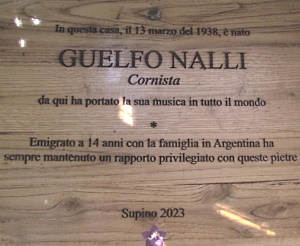 In questa casa, il 13 marzo del 1938, è nato
GUELFO NALLI
Cornista
da qui ha portato la sua musica in tutto il mondo
*
Emigrato a 14 anni con la famiglia in Argentina ha
sempre mantenuto un rapporto privilegiato con queste pietre
Supino 2023